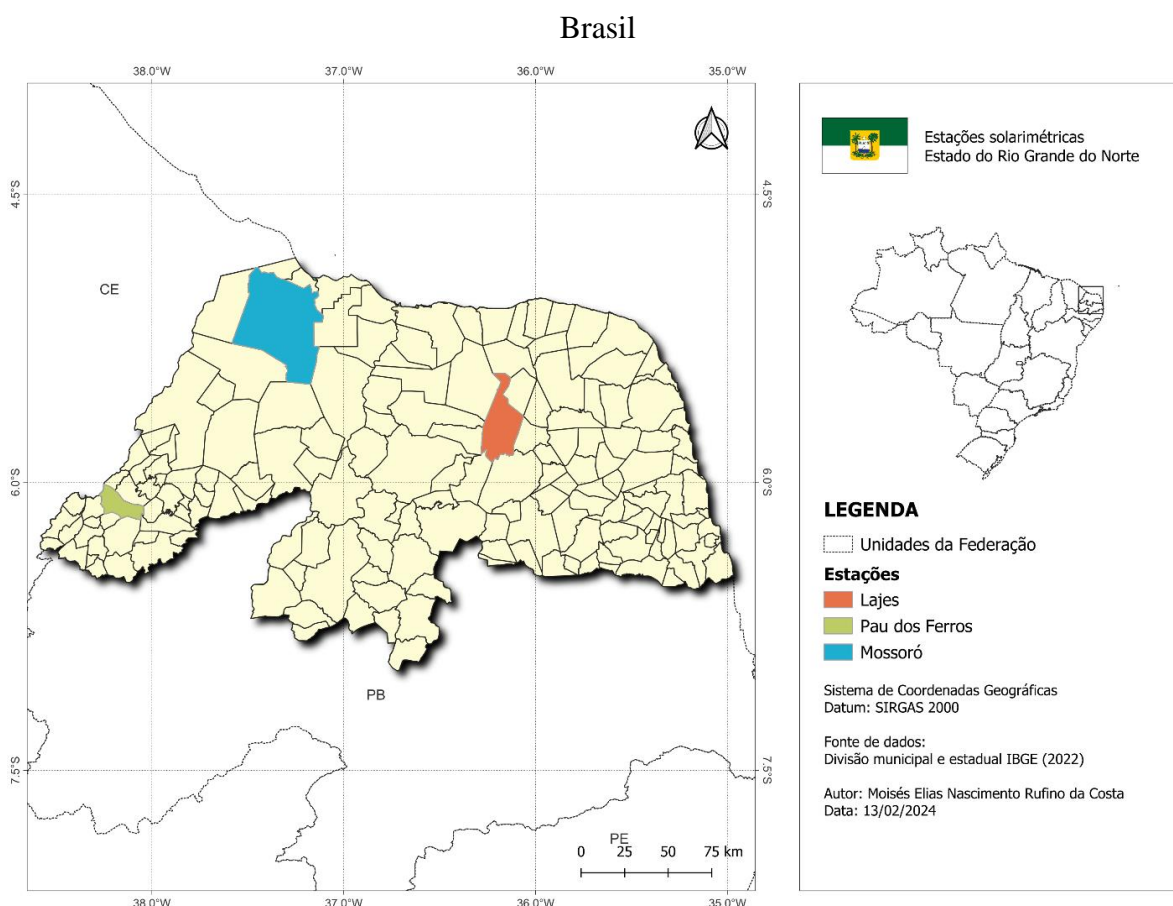 Brasil
38.0°W 37.0°W 36.0°W 35.0°W
4.5°S 4.5°S
CE
6.0°S 6.0°S
PB
7.5°S 7.5°S
PE
0 25 50 75 km
38.0°W 37.0°W 36.0°W 35.0°W
Estações solarimétricas
Estado do Rio Grande do Norte
LEGENDA
Unidades da Federação
Estações
Lajes
Pau dos Ferros
Mossoró
Sistema de Coordenadas Geográficas
Datum: SIRGAS 2000
Fonte de dados:
Divisão municipal e estadual IBGE (2022)
Autor: Moisés Elias Nascimento Rufino da Costa
Data: 13/02/2024